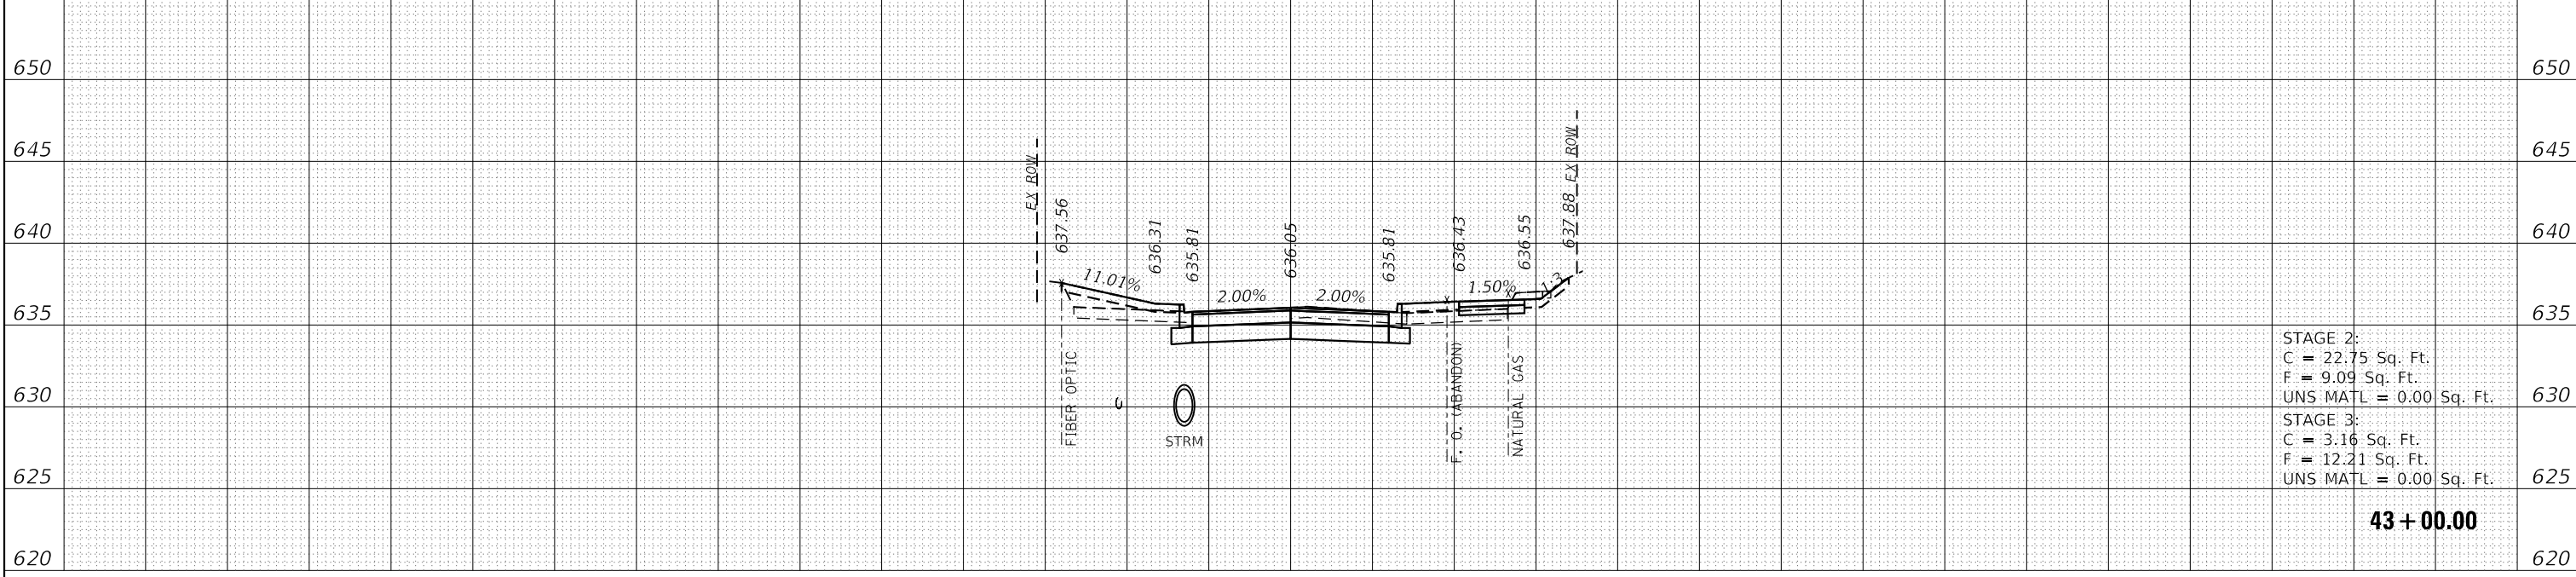 650 650
645 645
640 640
635 635
630 630
625 625
620 620
EX ROW
637.56
636.31
635.81
636.05
635.81
636.43
636.55
637.88 EX ROW
11.01%
2.00%
2.00%
1.50%
1:3
FIBER OPTIC
STRM
F. O. (ABANDON)
NATURAL GAS
STAGE 2:
C = 22.75 Sq. Ft.
F = 9.09 Sq. Ft.
UNS MATL = 0.00 Sq. Ft.
STAGE 3:
C = 3.16 Sq. Ft.
F = 12.21 Sq. Ft.
UNS MATL = 0.00 Sq. Ft.
43+00.00